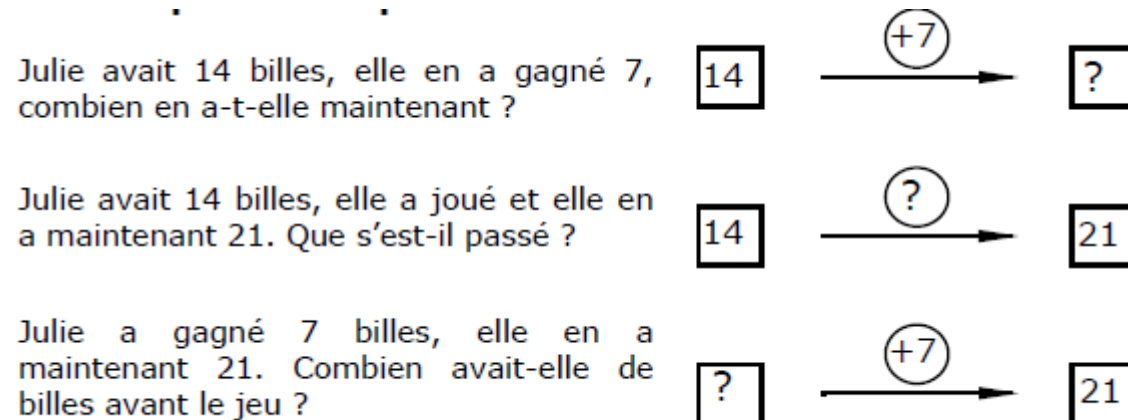 +7
Julie avait 14 billes, elle en a gagné 7,
14
?
combien en a-t-elle maintenant ?
?
Julie avait 14 billes, elle a joué et elle en
a maintenant 21. Que s'est-il passé ?
14
21
Julie a gagné 7 billes, elle en a
+7
maintenant 21. Combien avait-elle de
billes avant le jeu ?
?
21